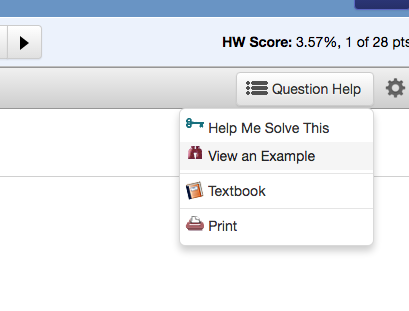 HW Score: 3.57%, 1 of 28 pts
Question Help
Help Me Solve This
View an Example
Textbook
Print